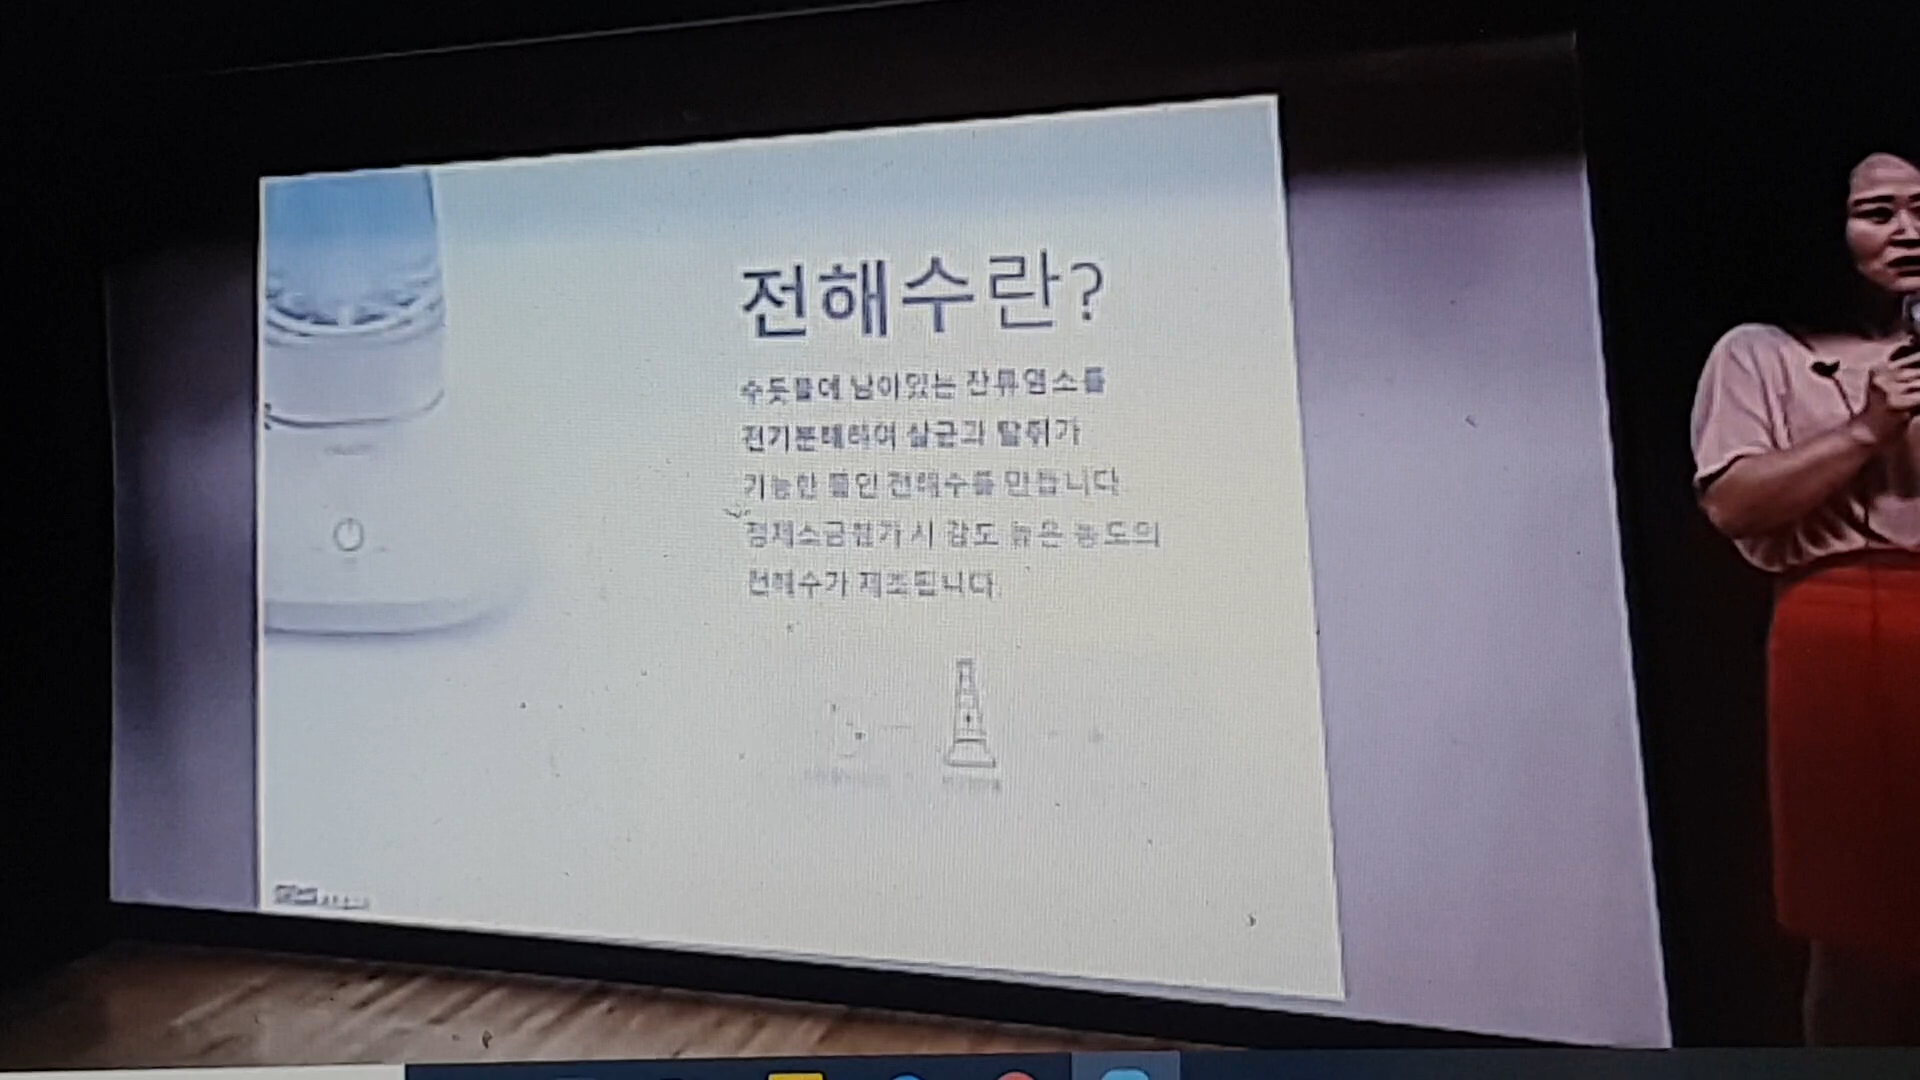 전해수란?
수돗물에 남아있는 잔류염소를
전기분해하여 살균과 탈취가
가능한 물인 전해수를 만듭니다
정제소금첨가 시 감도 높은 농도의
전해수가 제조됩니다.